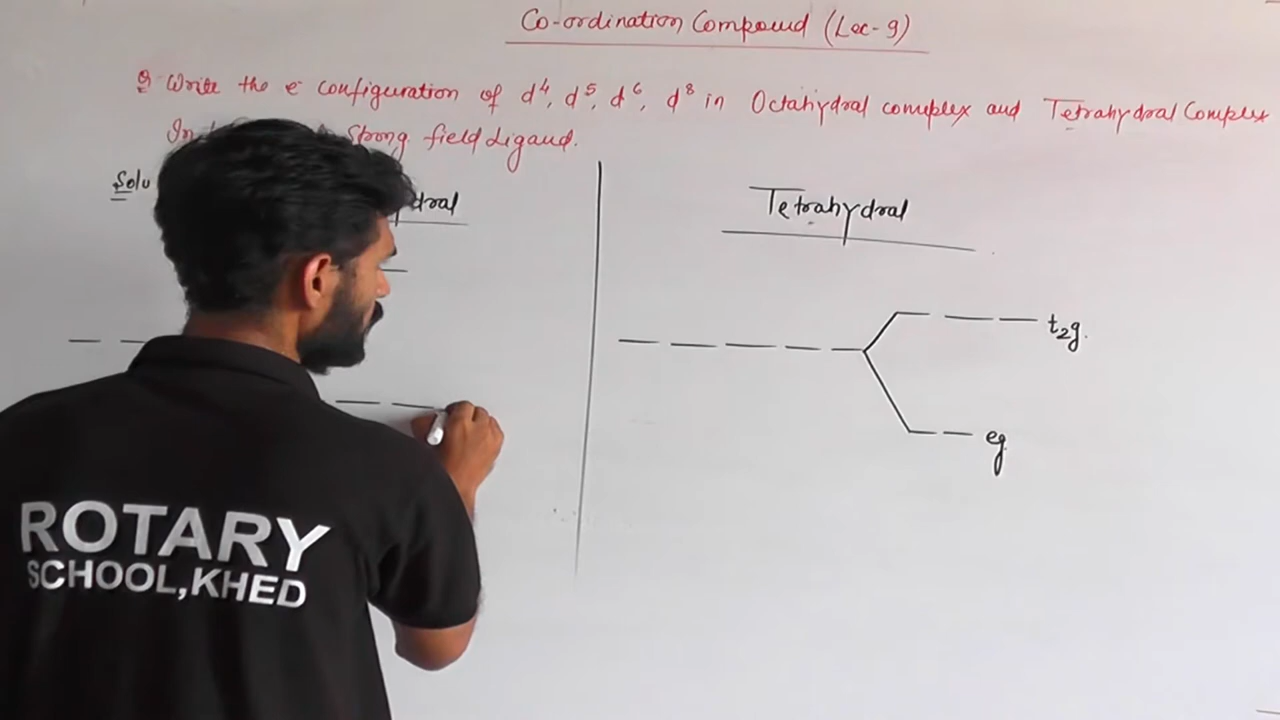 Co-ordination Compound (Lec-9)
Q Write the e⁻ configuration of d⁴, d⁵, d⁶, d⁸ in Octahydral complex and Tetrahydral Complex
In Strong field Ligand.
Solu
dral
Tetrahydral
t₂g.
eg
ROTARY
SCHOOL,KHED